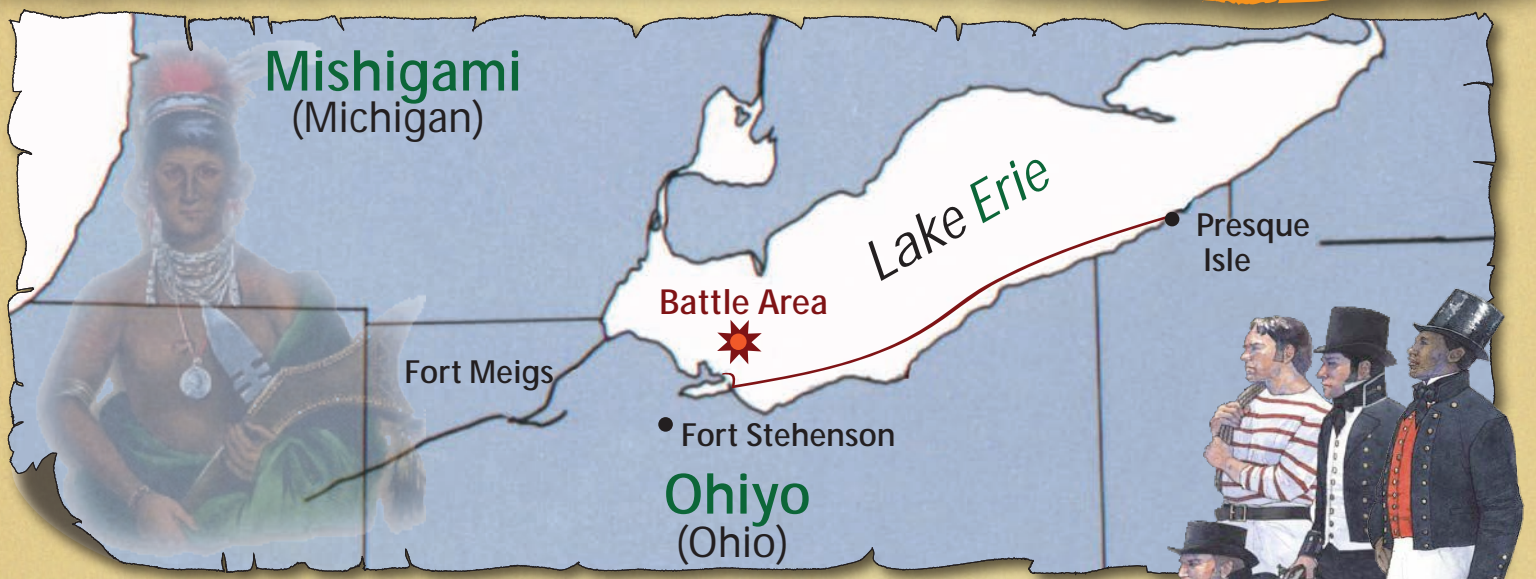 Mishigami
(Michigan)
Lake Erie
Presque
Isle
Battle Area
Fort Meigs
Fort Stehenson
Ohiyo
(Ohio)